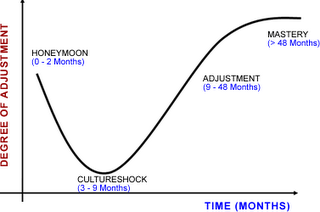 DEGREE OF ADJUSTMENT
HONEYMOON
(0 - 2 Months)
MASTERY
(> 48 Months)
ADJUSTMENT
(9 - 48 Months)
CULTURESHOCK
(3 - 9 Months)
TIME (MONTHS)